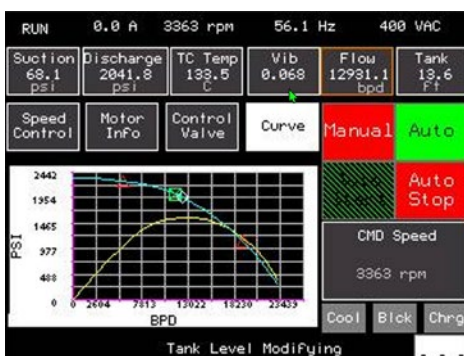 RUN 0.0 A 3363 rpm 56.1 Hz 400 VAC
Suction Discharge TC Temp Vib Flow Tank
68.1 2041.8 133.5 0.068 12931.1 13.6
psi psi C bpd Ft
Speed Motor Control Curve Manual Auto
Control Info Valve
Auto
Stop
2442
1954
1465
977
488
0
PSI
0 2604 7813 13022 18230 23435
BPD
CMD Speed
3363 rpm
Cool Blck Chrg
Tank Level Modifying